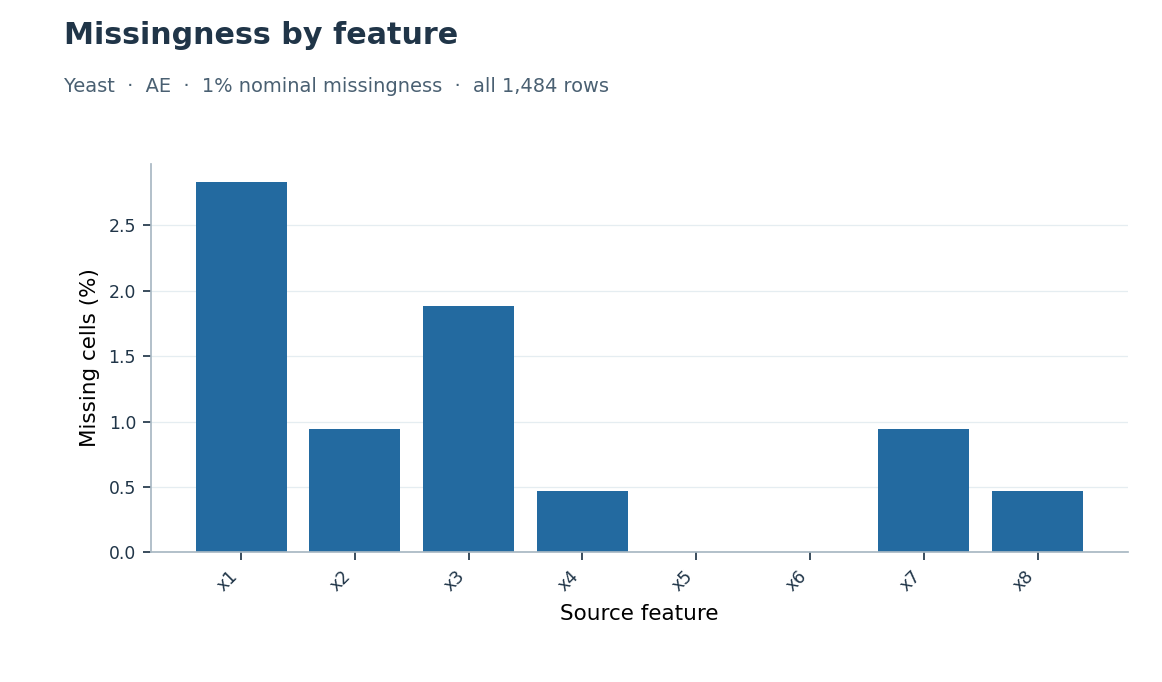 Missingness by feature
Yeast · AE · 1% nominal missingness · all 1,484 rows
Missing cells (%)
2.5
2.0
1.5
1.0
0.5
0.0
x1 x2 x3 x4 x5 x6 x7 x8
Source feature